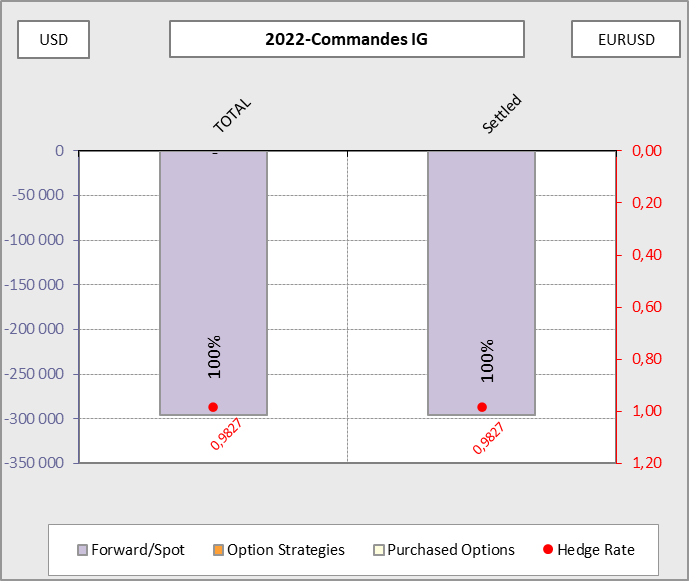 USD
2022-Commandes IG
EURUSD
TOTAL
Settled
0
-50 000
-100 000
-150 000
-200 000
-250 000
-300 000
-350 000
100%
100%
0,9827
0,9827
0,00
0,20
0,40
0,60
0,80
1,00
1,20
Forward/Spot
Option Strategies
Purchased Options
Hedge Rate